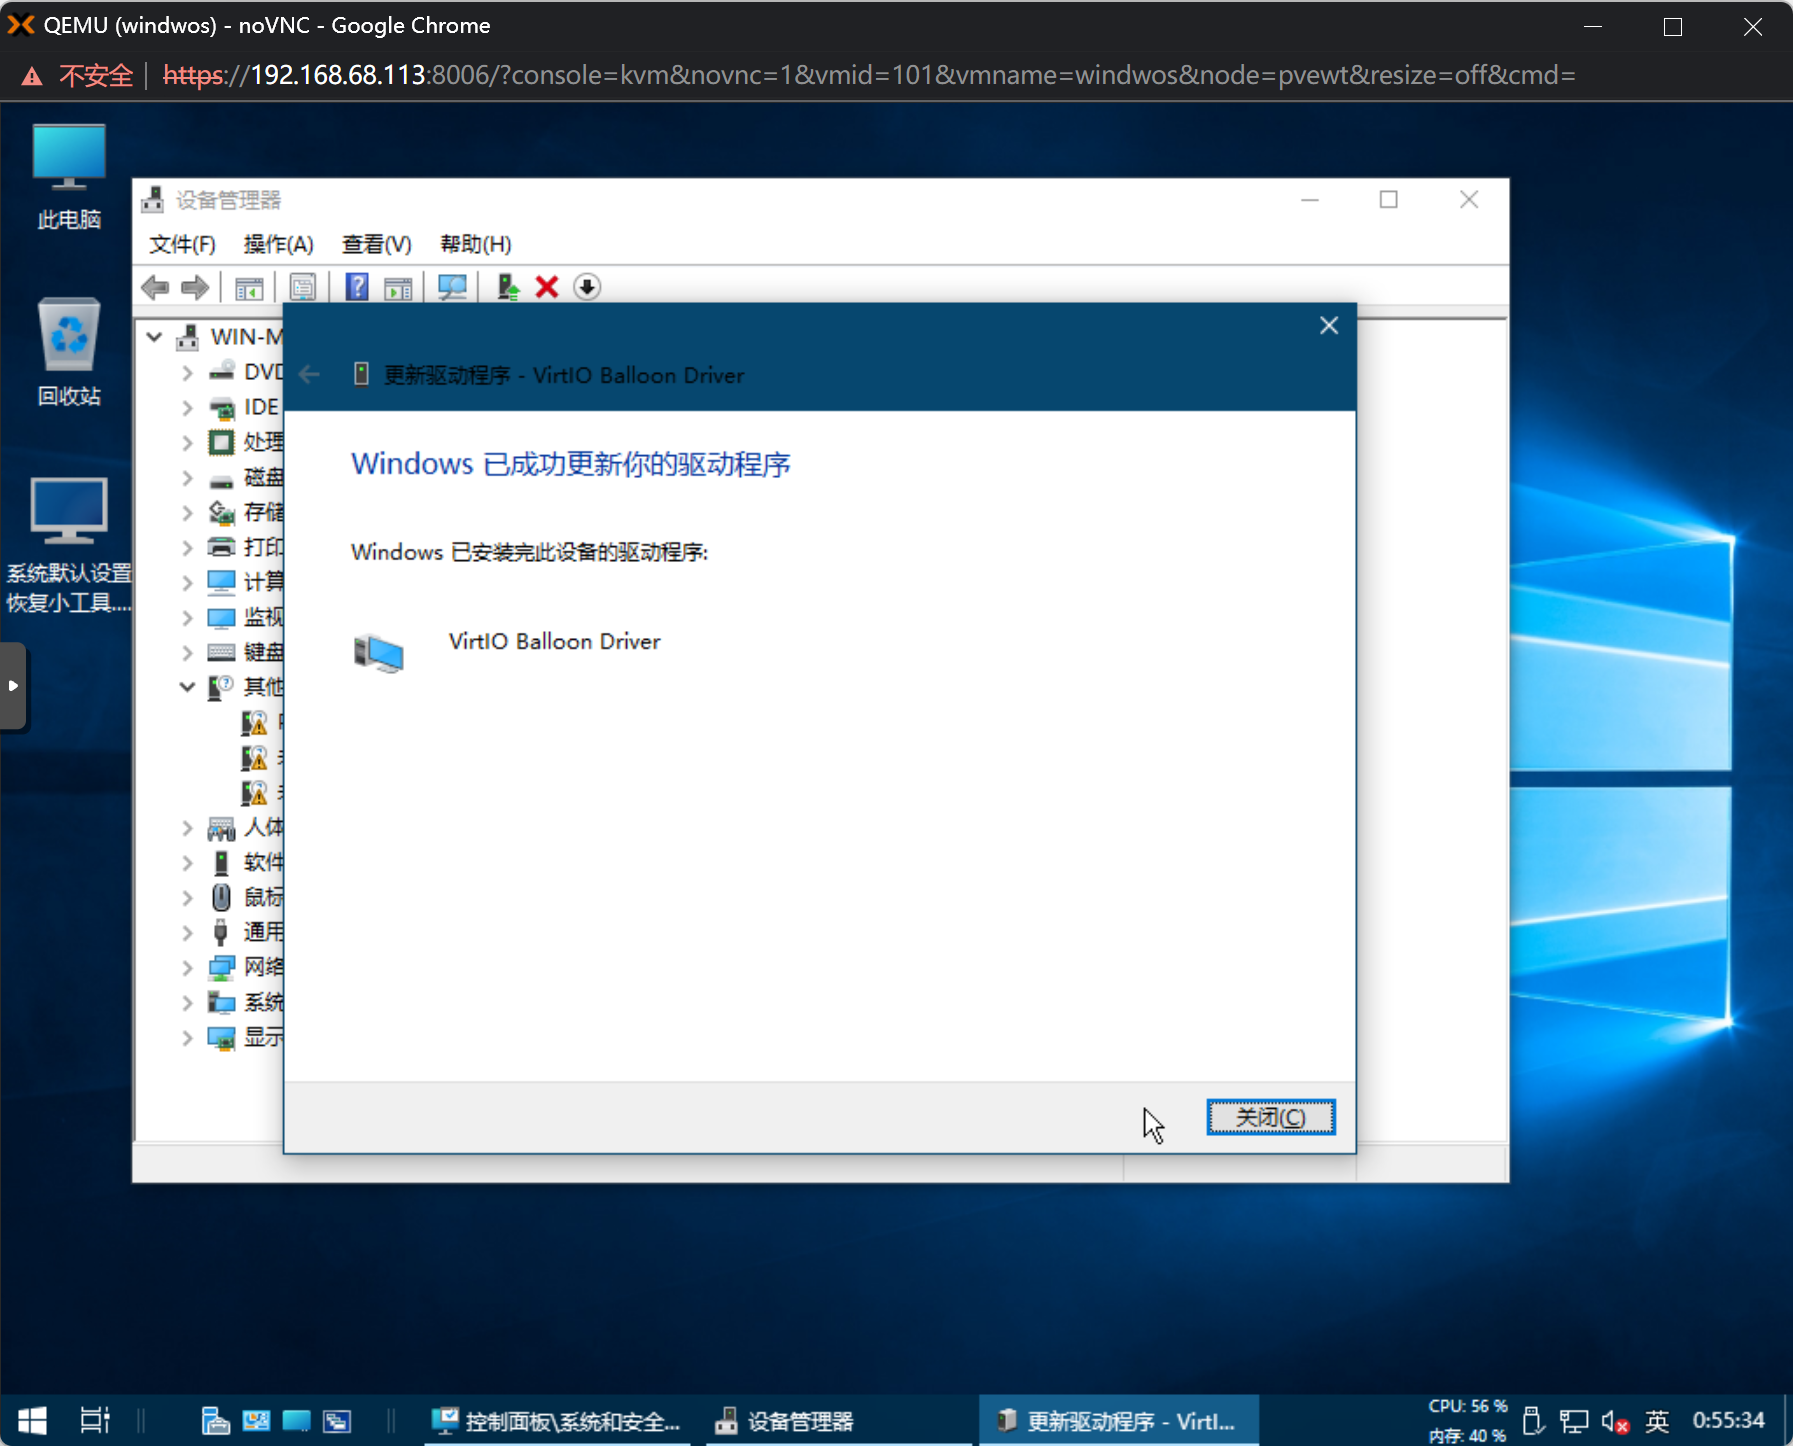 QEMU (windwos) - noVNC - Google Chrome
不安全 https://192.168.68.113:8006/?console=kvm&novnc=1&vmid=101&vmname=windwos&node=pvewt&resize=off&cmd=
此电脑
回收站
系统默认设置
恢复小工具....
设备管理器
文件(F) 操作(A) 查看(V) 帮助(H)
WIN-M
DVD
IDE
处理
磁盘
存储
打印
计算
监视
键盘
其他
人体
软件
鼠标
通用
网络
系统
显示
更新驱动程序 - VirtIO Balloon Driver
Windows 已成功更新你的驱动程序
Windows 已安装完此设备的驱动程序:
VirtIO Balloon Driver
关闭(C)
控制面板\系统和安全...
设备管理器
更新驱动程序 - VirtI...
CPU: 56 %
内存: 40 %
英
0:55:34